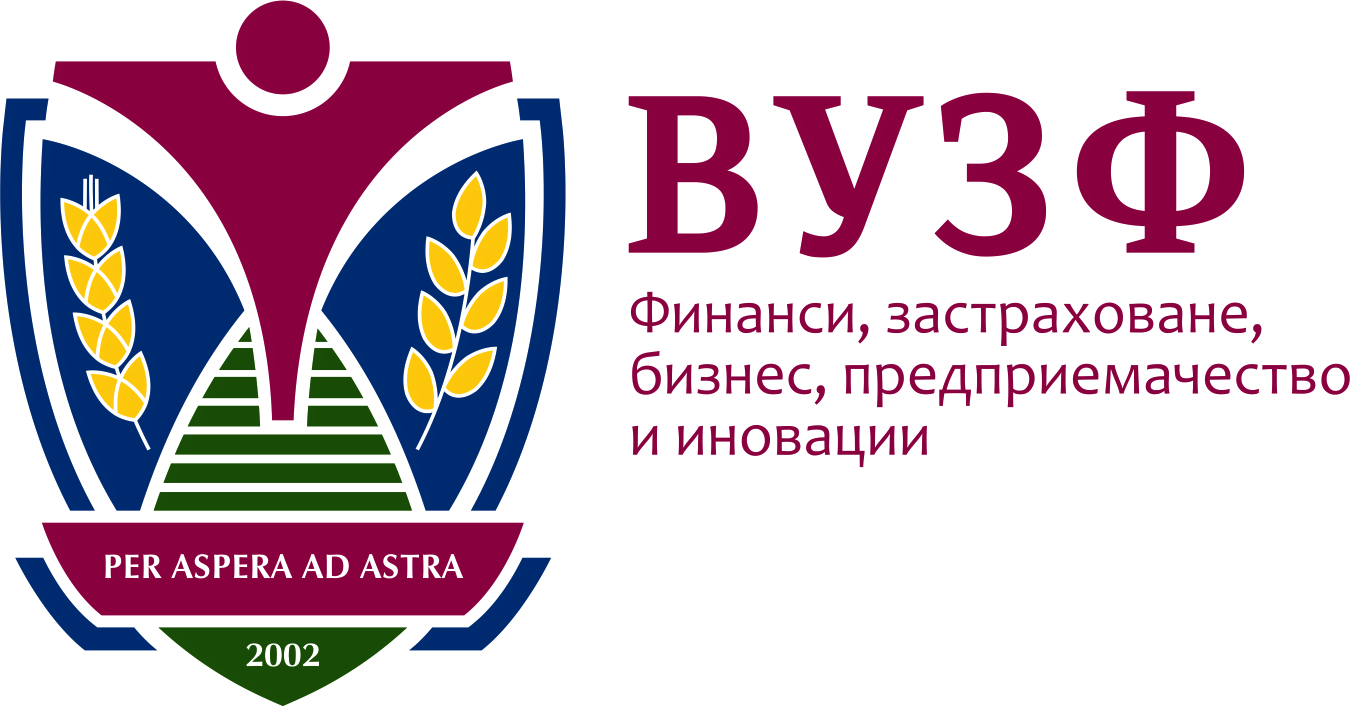 ВУЗФ
Финанси, застраховане,
бизнес, предприемачество
и иновации
PER ASPERA AD ASTRA
2002